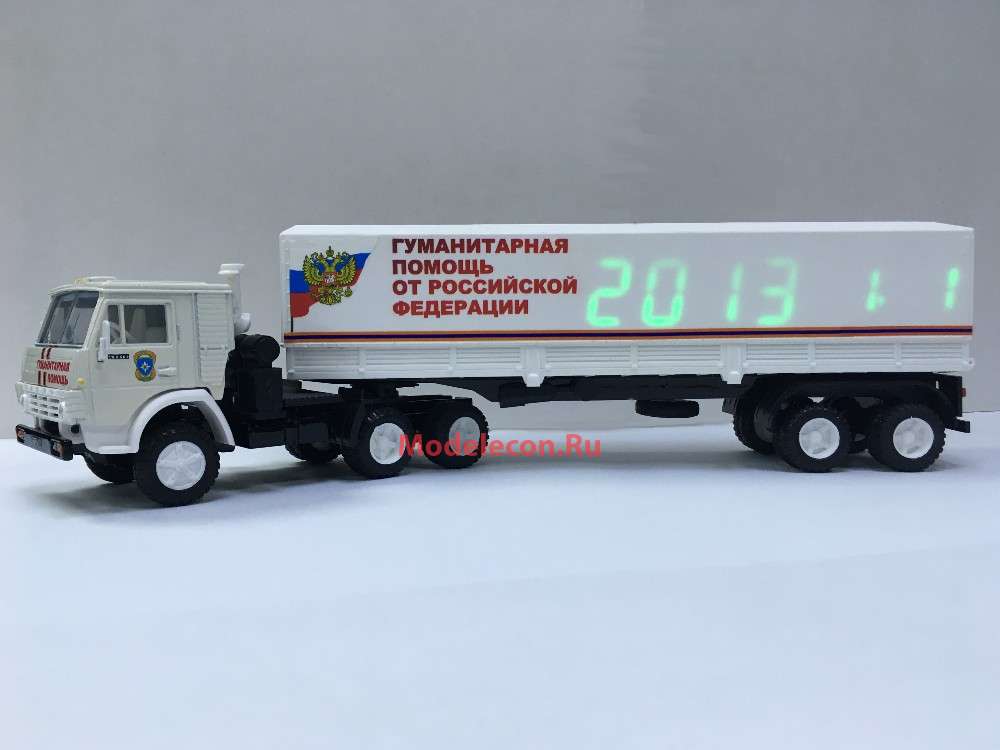 ГУМАНИТАРНАЯ
ПОМОЩЬ
ОТ РОССИЙСКОЙ
ФЕДЕРАЦИИ
2013 1.1
ГУМАНИТАРНАЯ
ПОМОЩЬ
Modelecon.Ru